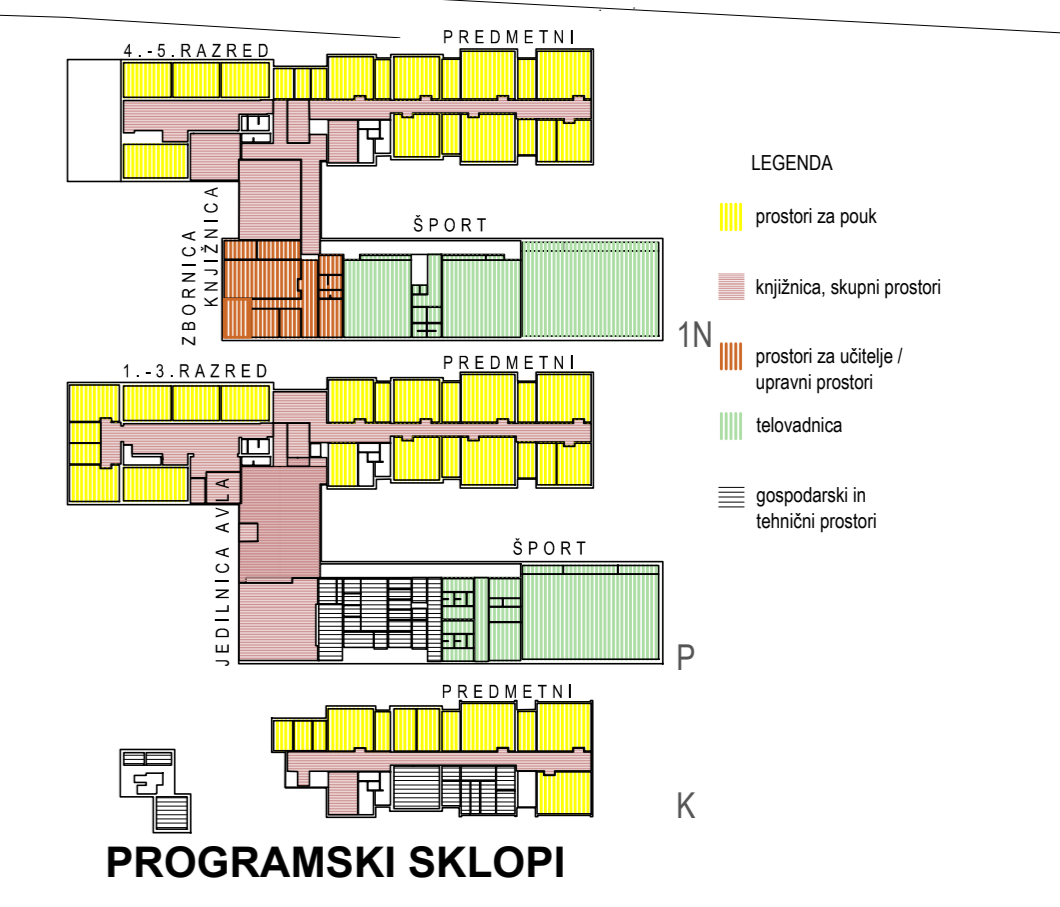 PREDMETNI
4.-5.RAZRED
ZBORNICA
KNJIŽNICA
ŠPORT
1N
PREDMETNI
1.-3.RAZRED
JEDILNICA AVLA
ŠPORT
P
PREDMETNI
K
LEGENDA
prostori za pouk
knjižnica, skupni prostori
prostori za učitelje /
upravni prostori
telovadnica
gospodarski in
tehnični prostori
PROGRAMSKI SKLOPI